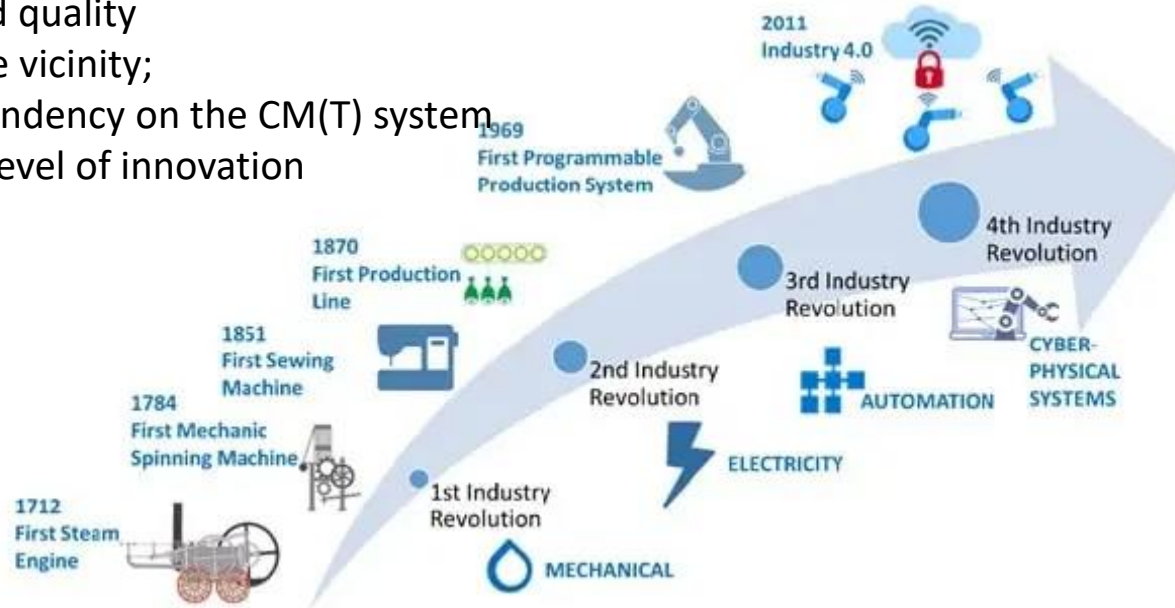 d quality
e vicinity;
ndency on the CM(T) system
evel of innovation
2011
Industry 4.0
1969
First Programmable
Production System
4th Industry
Revolution
1870
First Production
Line
3rd Industry
Revolution
1851
First Sewing
Machine
CYBER-
PHYSICAL
SYSTEMS
2nd Industry
Revolution
AUTOMATION
1784
First Mechanic
Spinning Machine
ELECTRICITY
1st Industry
Revolution
1712
First Steam
Engine
MECHANICAL